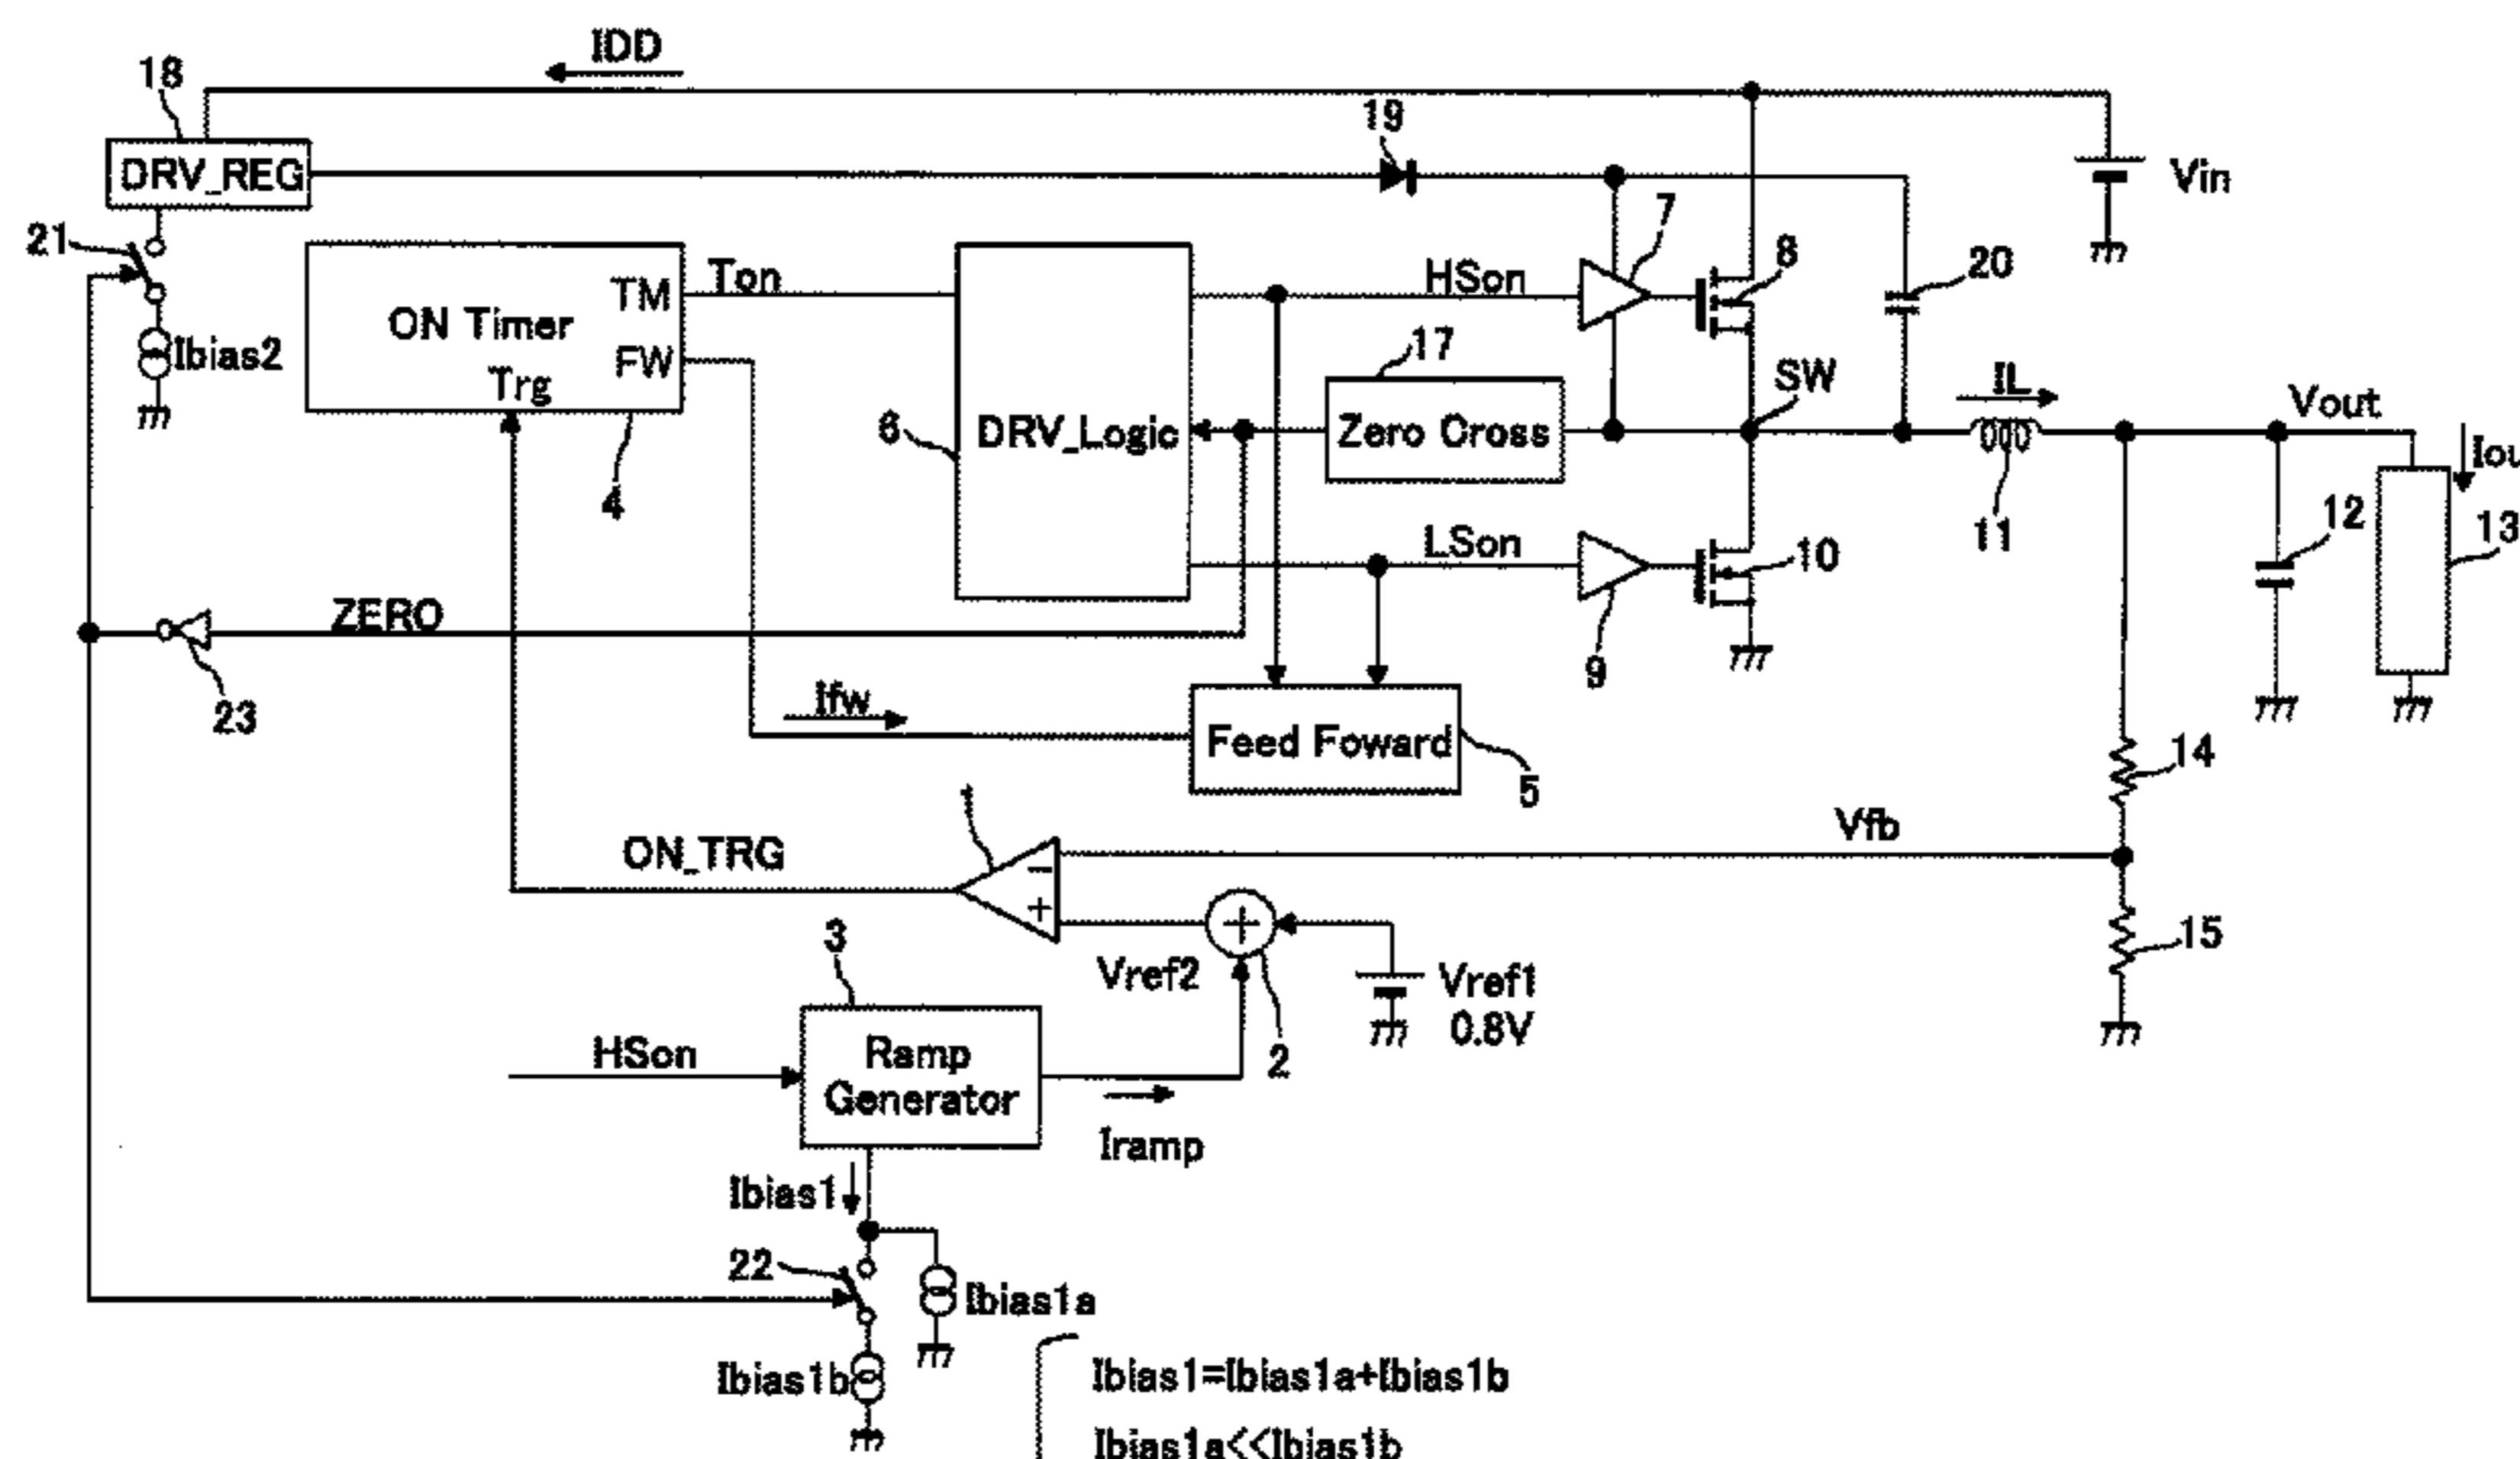 IDD
18
19
DRV_REG
Vin
21
7
8
20
TM
Ton
HSon
ON Timer
Ibias2
FW
17
Trg
SW
IL
Vout
6
DRV_Logic
Zero Cross
Iou
4
LSon
11
12
13
10
ZERO
9
23
Ifw
Feed Foward
5
14
1
Vfb
ON_TRG
-
+
+
3
15
Vref2
Vref1
0.8V
2
HSon
Ramp
Generator
Iramp
Ibias1
22
Ibias1a
Ibias1b
Ibias1=Ibias1a+Ibias1b
Ibias1a<<Ibias1b